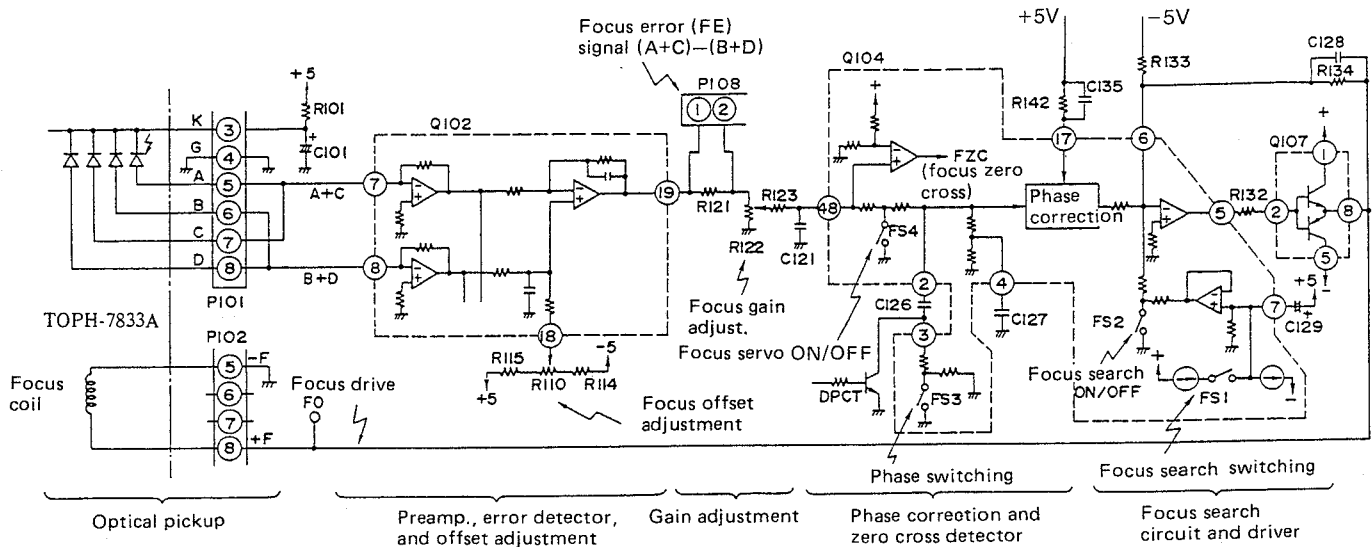 Focus error (FE)
signal (A+C)—(B+D)
+5V
−5V
C128
R134
Q104
R133
P108
1 2
+
C135
R142
+5
R101
+
C101
Q102
K 3
G 4
A 5
B 6
C 7
D 8
P101
A+C
B+D
7
8
19
18
R121
R122
R123
C121
48
FZC
(focus zero
cross)
FS4
17
6
Phase
correction
5
R132
Q107
+
1
2
8
5
−
2
C126
3
4
C127
FS3
DPCT
+5
7
+
C129
FS2
Focus search
ON/OFF
+
FS1
−
Focus gain
adjust.
Focus servo ON/OFF
R115
R110
R114
−5
+5
Focus offset
adjustment
TOPH-7833A
P102
5 −F
6
7
8 +F
Focus
coil
Focus drive
FO
Phase switching
Focus search switching
Optical pickup
Preamp., error detector,
and offset adjustment
Gain adjustment
Phase correction and
zero cross detector
Focus search
circuit and driver